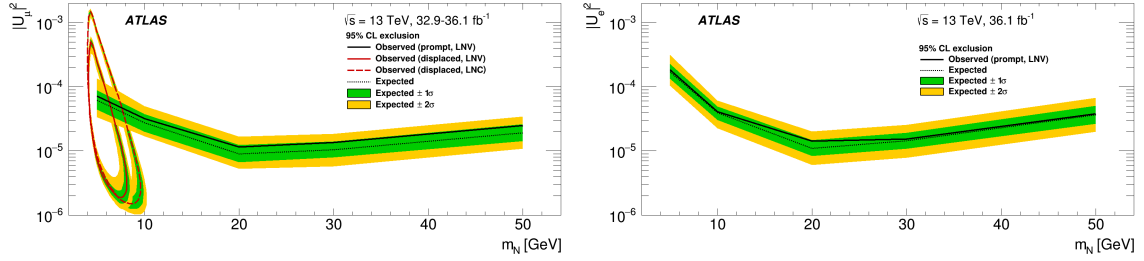 |U_μ|²
ATLAS
√s = 13 TeV, 32.9-36.1 fb⁻¹
95% CL exclusion
Observed (prompt, LNV)
Observed (displaced, LNV)
Observed (displaced, LNC)
Expected
Expected ± 1σ
Expected ± 2σ
10⁻³
10⁻⁴
10⁻⁵
10⁻⁶
10 20 30 40 50
m_N [GeV]
|U_e|²
ATLAS
√s = 13 TeV, 36.1 fb⁻¹
95% CL exclusion
Observed (prompt, LNV)
Expected
Expected ± 1σ
Expected ± 2σ
10⁻³
10⁻⁴
10⁻⁵
10⁻⁶
10 20 30 40 50
m_N [GeV]